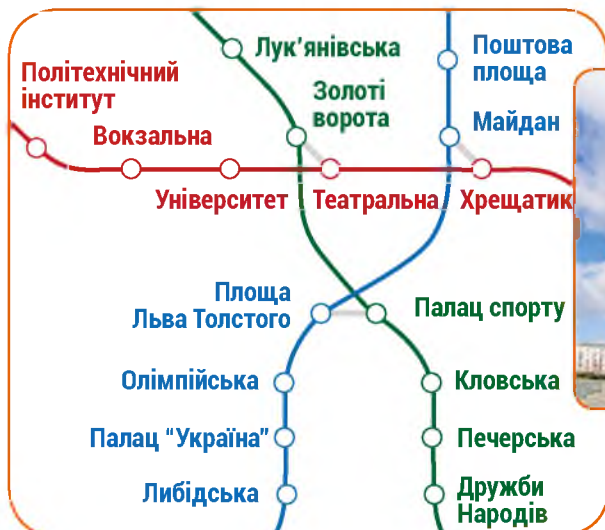 Лук’янівська
Поштова
площа
Політехнічний
інститут
Золоті
ворота
Майдан
Вокзальна
Університет
Театральна
Хрещатик
Площа
Льва Толстого
Палац спорту
Олімпійська
Кловська
Палац “Україна”
Печерська
Либідська
Дружби
Народів